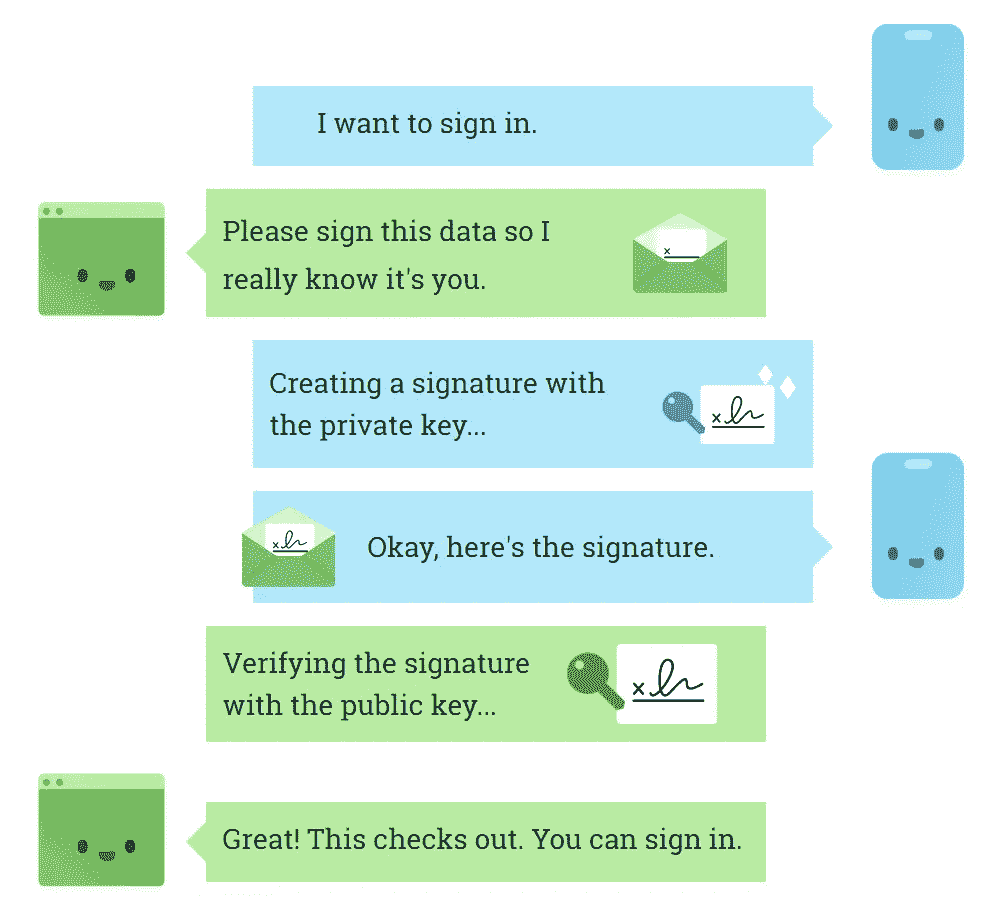 I want to sign in.
Please sign this data so I
really know it's you.
x
Creating a signature with
the private key...
x
Okay, here's the signature.
x
Verifying the signature
with the public key...
x
Great! This checks out. You can sign in.